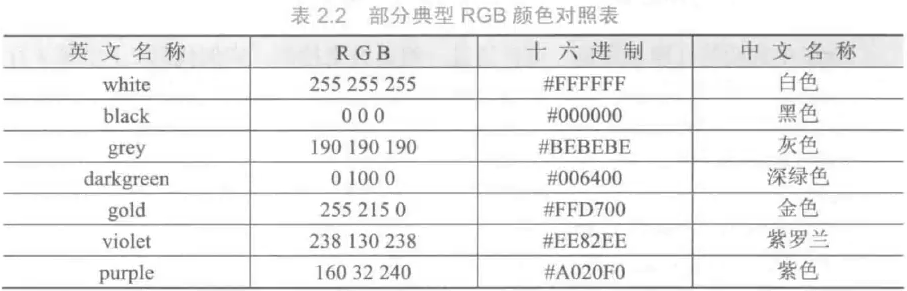 表 2.2 部分典型 RGB 颜色对照表
英文名称 RGB 十六进制 中文名称
white 255 255 255 #FFFFFF 白色
black 0 0 0 #000000 黑色
grey 190 190 190 #BEBEBE 灰色
darkgreen 0 100 0 #006400 深绿色
gold 255 215 0 #FFD700 金色
violet 238 130 238 #EE82EE 紫罗兰
purple 160 32 240 #A020F0 紫色